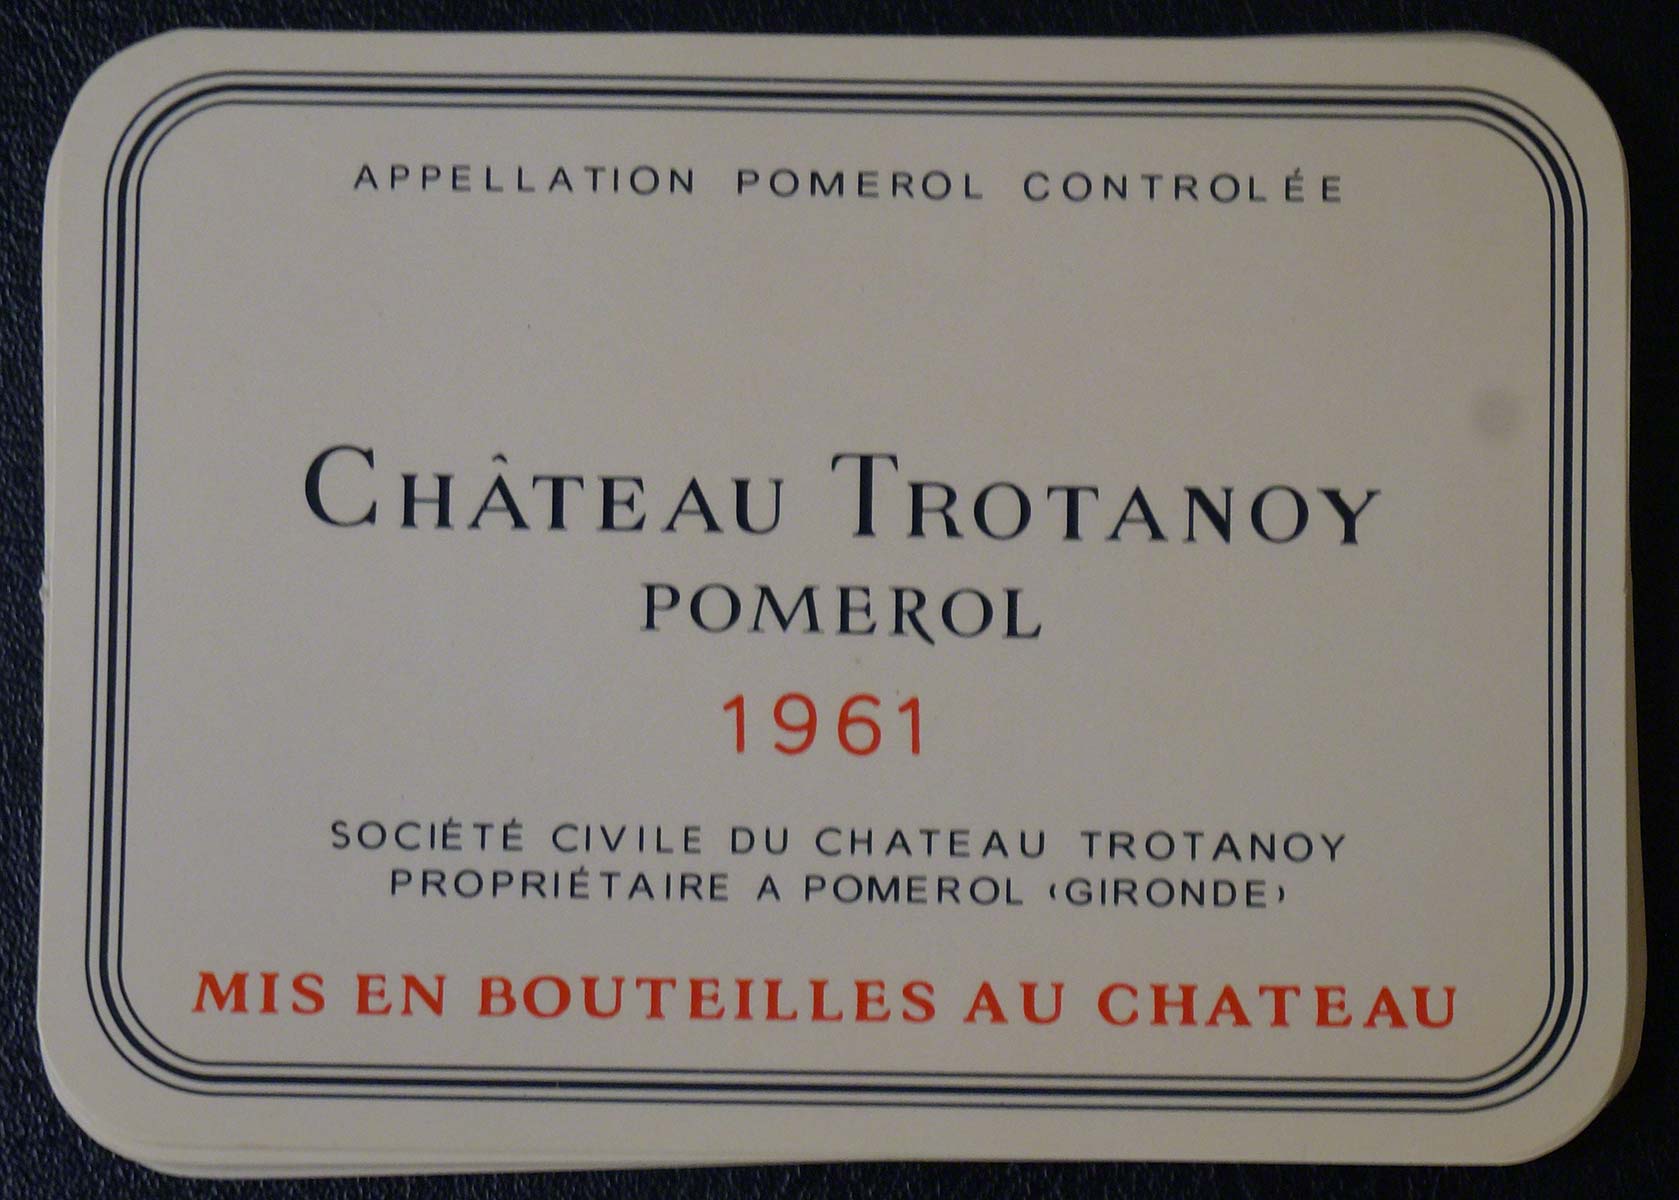 APPELLATION POMEROL CONTROLÉE
CHÂTEAU TROTANOY
POMEROL
1961
SOCIÉTÉ CIVILE DU CHATEAU TROTANOY
PROPRIÉTAIRE A POMEROL (GIRONDE)
MIS EN BOUTEILLES AU CHATEAU